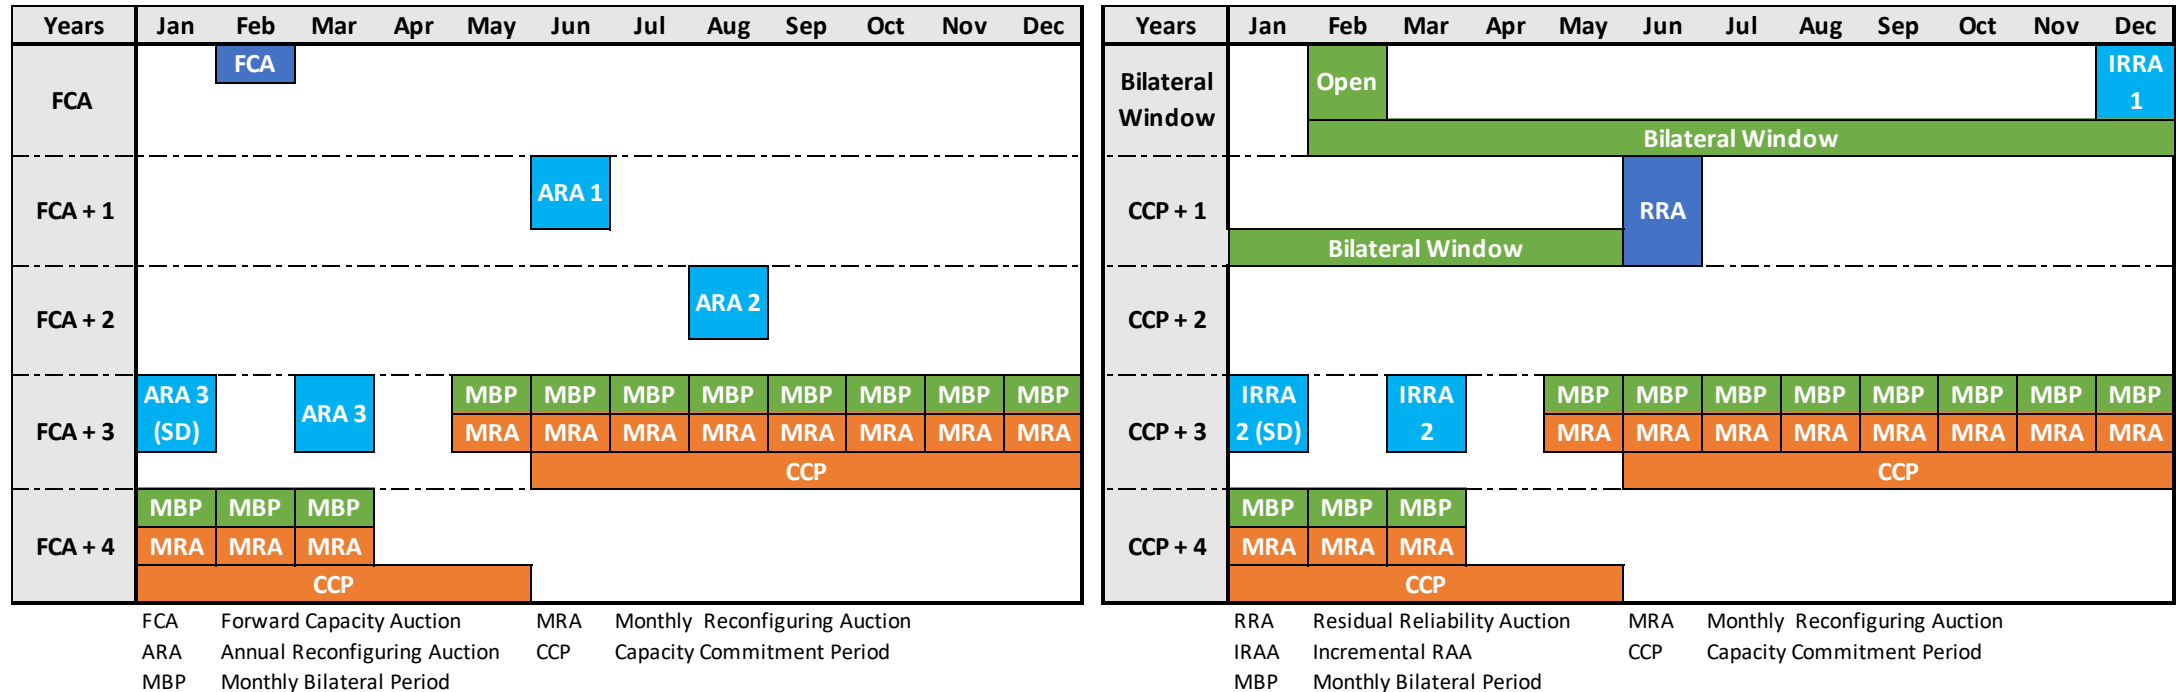 Years Jan Feb Mar Apr May Jun Jul Aug Sep Oct Nov Dec
FCA
FCA
FCA + 1
ARA 1
FCA + 2
ARA 2
FCA + 3
ARA 3
(SD)
ARA 3
MBP MBP MBP MBP MBP MBP MBP MBP
MRA MRA MRA MRA MRA MRA MRA MRA
CCP
FCA + 4
MBP MBP MBP
MRA MRA MRA
CCP
FCA Forward Capacity Auction MRA Monthly Reconfiguring Auction
ARA Annual Reconfiguring Auction CCP Capacity Commitment Period
MBP Monthly Bilateral Period
Years Jan Feb Mar Apr May Jun Jul Aug Sep Oct Nov Dec
Bilateral
Window
Open
IRRA
1
Bilateral Window
CCP + 1
RRA
Bilateral Window
CCP + 2
CCP + 3
IRRA
2 (SD)
IRRA
2
MBP MBP MBP MBP MBP MBP MBP MBP
MRA MRA MRA MRA MRA MRA MRA MRA
CCP
CCP + 4
MBP MBP MBP
MRA MRA MRA
CCP
RRA Residual Reliability Auction MRA Monthly Reconfiguring Auction
IRAA Incremental RAA CCP Capacity Commitment Period
MBP Monthly Bilateral Period